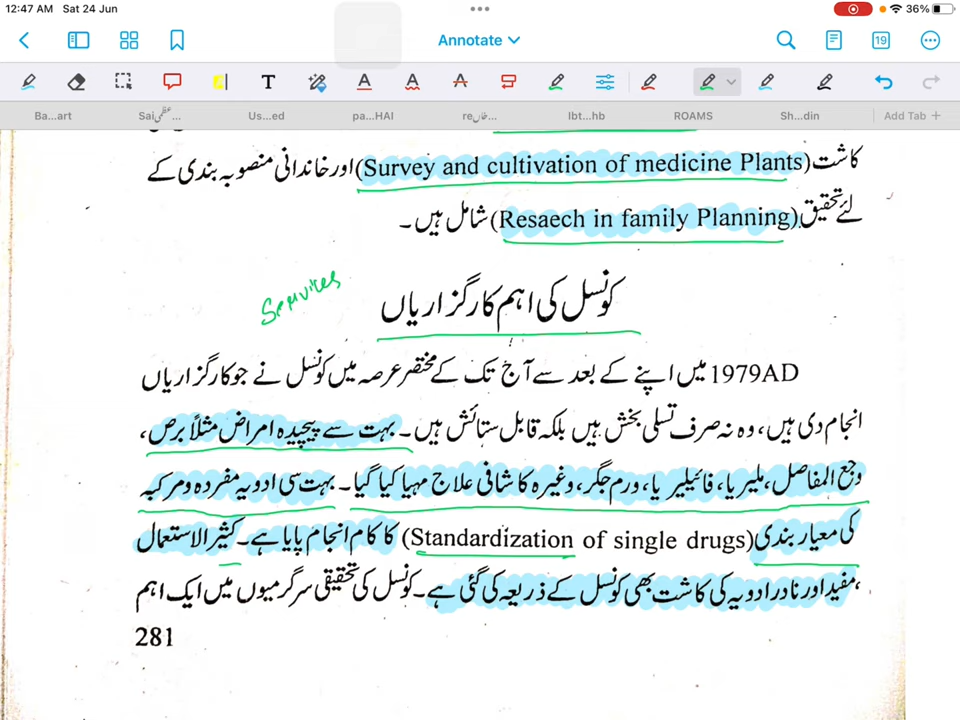 12:47 AM Sat 24 Jun
36%
Annotate
19
T
A A A
Ba...art Sai عظمی... Us...ed pa...HAI re خاں... Ibt...hb ROAMS Sh...din Add Tab +
کاشت (Survey and cultivation of medicine Plants) اور خاندانی منصوبہ بندی کے
لئے تحقیق (Resaech in family Planning) شامل ہیں۔
Services
کونسل کی اہم کارگزاریاں
1979AD میں اپنے کے بعد سے آج تک کے مختصر عرصہ میں کونسل نے جو کارگزاریاں
انجام دی ہیں، وہ نہ صرف تسلی بخش ہیں بلکہ قابل ستائش ہیں۔ بہت سے پیچیدہ امراض مثلاً برص،
وجع المفاصل، ملیریا، فائیلیریا، ورم جگر، وغیرہ کا شافی علاج مہیا کیا گیا۔ بہت سی ادویہ مفردہ و مرکبہ
کی معیار بندی (Standardization of single drugs) کا کام انجام پایا ہے۔ کثیر الاستعمال
،مفید اور نادر ادویہ کی کاشت بھی کونسل کے ذریعہ کی گئی ہے۔ کونسل کی تحقیقی سرگرمیوں میں ایک اہم
281